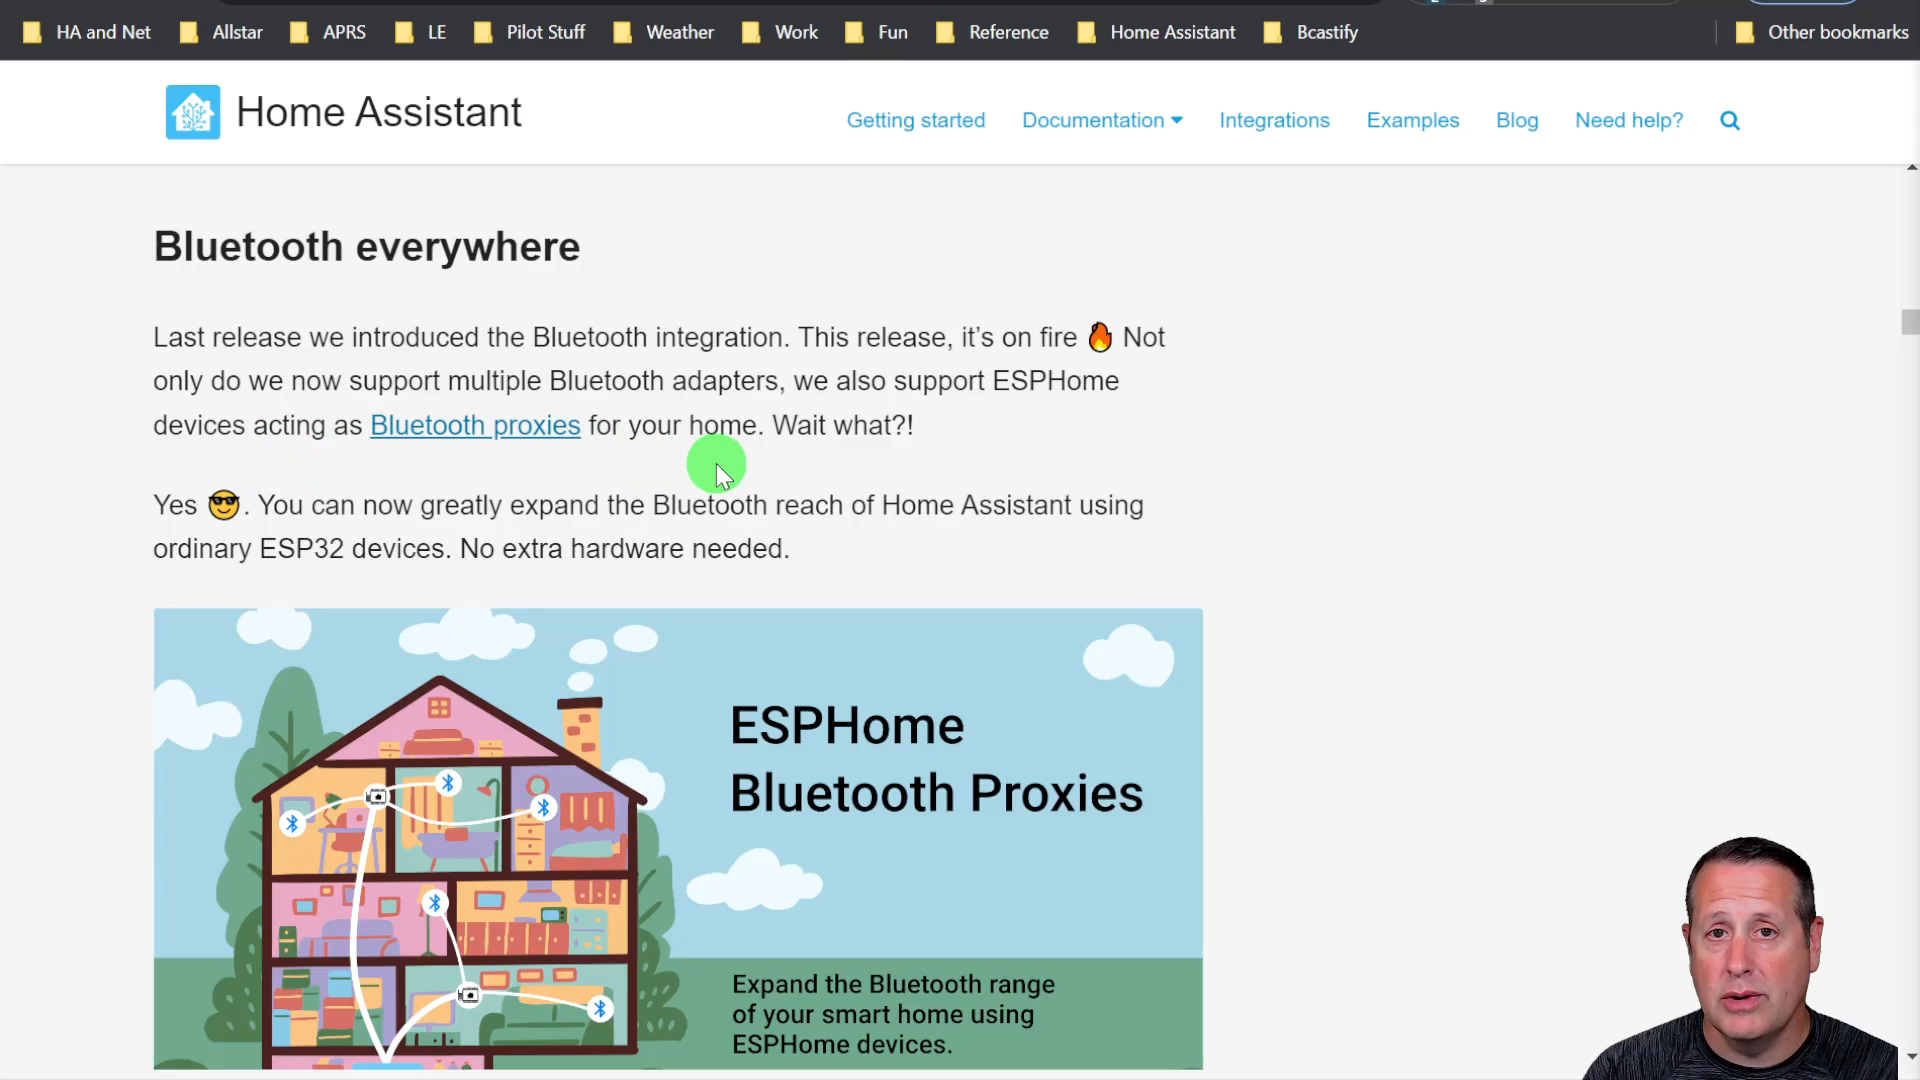 HA and Net
Allstar
APRS
LE
Pilot Stuff
Weather
Work
Fun
Reference
Home Assistant
Bcastify
Other bookmarks
Home Assistant
Getting started
Documentation
Integrations
Examples
Blog
Need help?
Bluetooth everywhere
Last release we introduced the Bluetooth integration. This release, it’s on fire 🔥 Not
only do we now support multiple Bluetooth adapters, we also support ESPHome
devices acting as Bluetooth proxies for your home. Wait what?!
Yes 😎. You can now greatly expand the Bluetooth reach of Home Assistant using
ordinary ESP32 devices. No extra hardware needed.
ESPHome
Bluetooth Proxies
Expand the Bluetooth range
of your smart home using
ESPHome devices.